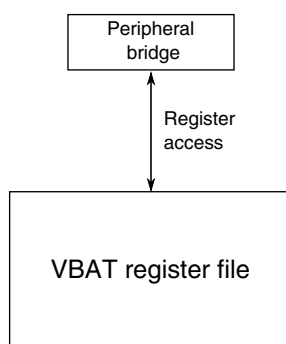 Peripheral
bridge
Register
access
VBAT register file